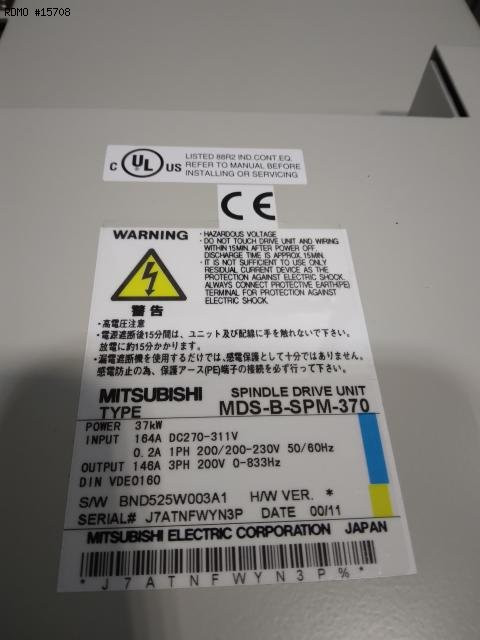 RDMO #15708
C UL US
LISTED 88R2 IND.CONT.EQ.
REFER TO MANUAL BEFORE
INSTALLING OR SERVICING
CE
WARNING
・HAZARDOUS VOLTAGE
・DO NOT TOUCH DRIVE UNIT AND WIRING
WITHIN 15MIN. AFTER POWER OFF.
DISCHARGE TIME IS APPROX.15MIN.
・IT IS NOT SUFFICIENT TO USE ONLY
RESIDUAL CURRENT DEVICE AS THE
PROTECTION AGAINST ELECTRIC SHOCK.
ALWAYS CONNECT PROTECTIVE EARTH(PE)
TERMINAL FOR PROTECTION AGAINST
ELECTRIC SHOCK.
警告
・高電圧注意
・電源遮断後15分間は、ユニット及び配線に手を触れないで下さい。
放電に約15分かかります。
・漏電遮断機を使用するだけでは、感電保護として十分ではありません。
感電防止の為、保護アース(PE)端子の接続を必ず行って下さい。
MITSUBISHI SPINDLE DRIVE UNIT
TYPE MDS-B-SPM-370
POWER 37kW
INPUT 164A DC270-311V
0.2A 1PH 200/200-230V 50/60Hz
OUTPUT 146A 3PH 200V 0-833Hz
DIN VDE0160
S/W BND525W003A1 H/W VER. *
SERIAL# J7ATNFWYN3P DATE 00/11
MITSUBISHI ELECTRIC CORPORATION JAPAN
*J7ATNFWYN3P%*